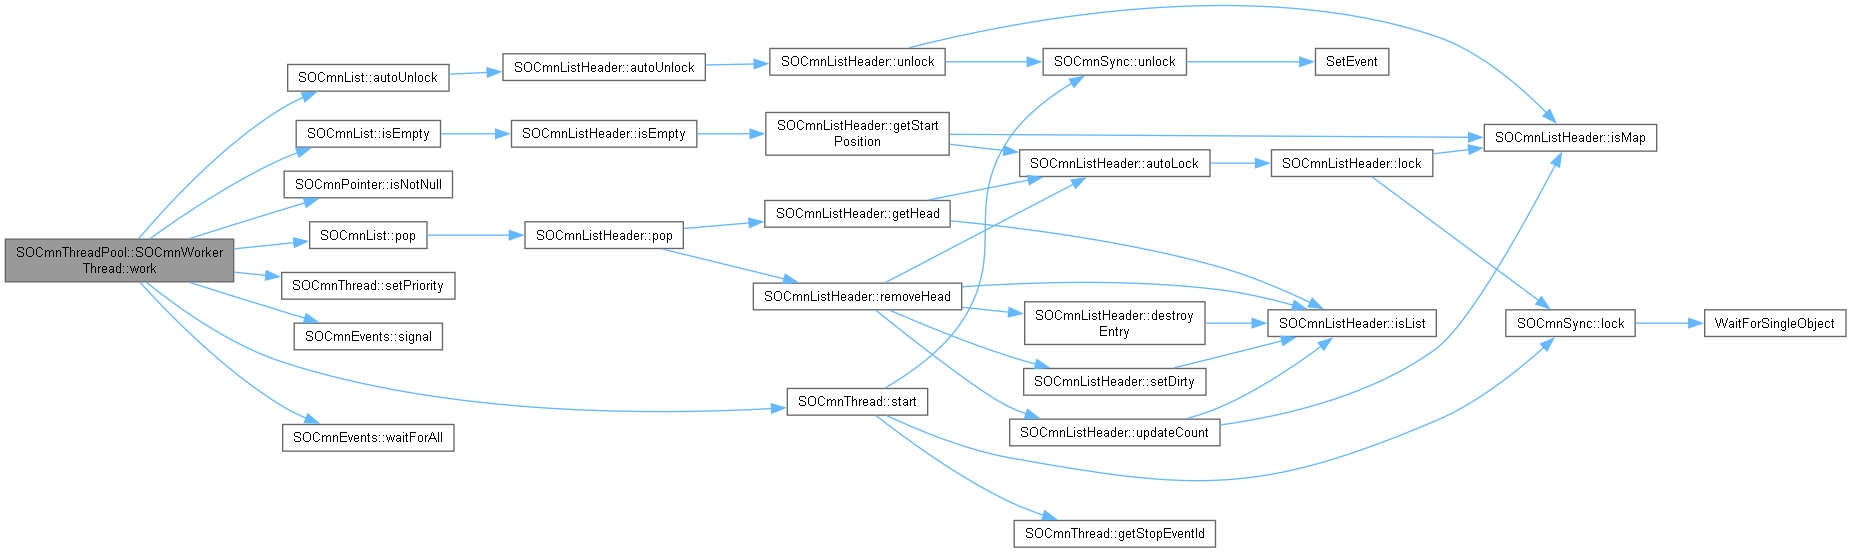 SOCmnThreadPool::SOCmnWorker
Thread::work
SOCmnList::autoUnlock
SOCmnList::isEmpty
SOCmnPointer::isNotNull
SOCmnList::pop
SOCmnThread::setPriority
SOCmnEvents::signal
SOCmnEvents::waitForAll
SOCmnListHeader::autoUnlock
SOCmnListHeader::isEmpty
SOCmnListHeader::pop
SOCmnListHeader::unlock
SOCmnListHeader::getStart
Position
SOCmnListHeader::getHead
SOCmnListHeader::removeHead
SOCmnThread::start
SOCmnSync::unlock
SOCmnListHeader::autoLock
SOCmnListHeader::destroy
Entry
SOCmnListHeader::setDirty
SOCmnListHeader::updateCount
SOCmnThread::getStopEventId
SetEvent
SOCmnListHeader::lock
SOCmnListHeader::isList
SOCmnListHeader::isMap
SOCmnSync::lock
WaitForSingleObject